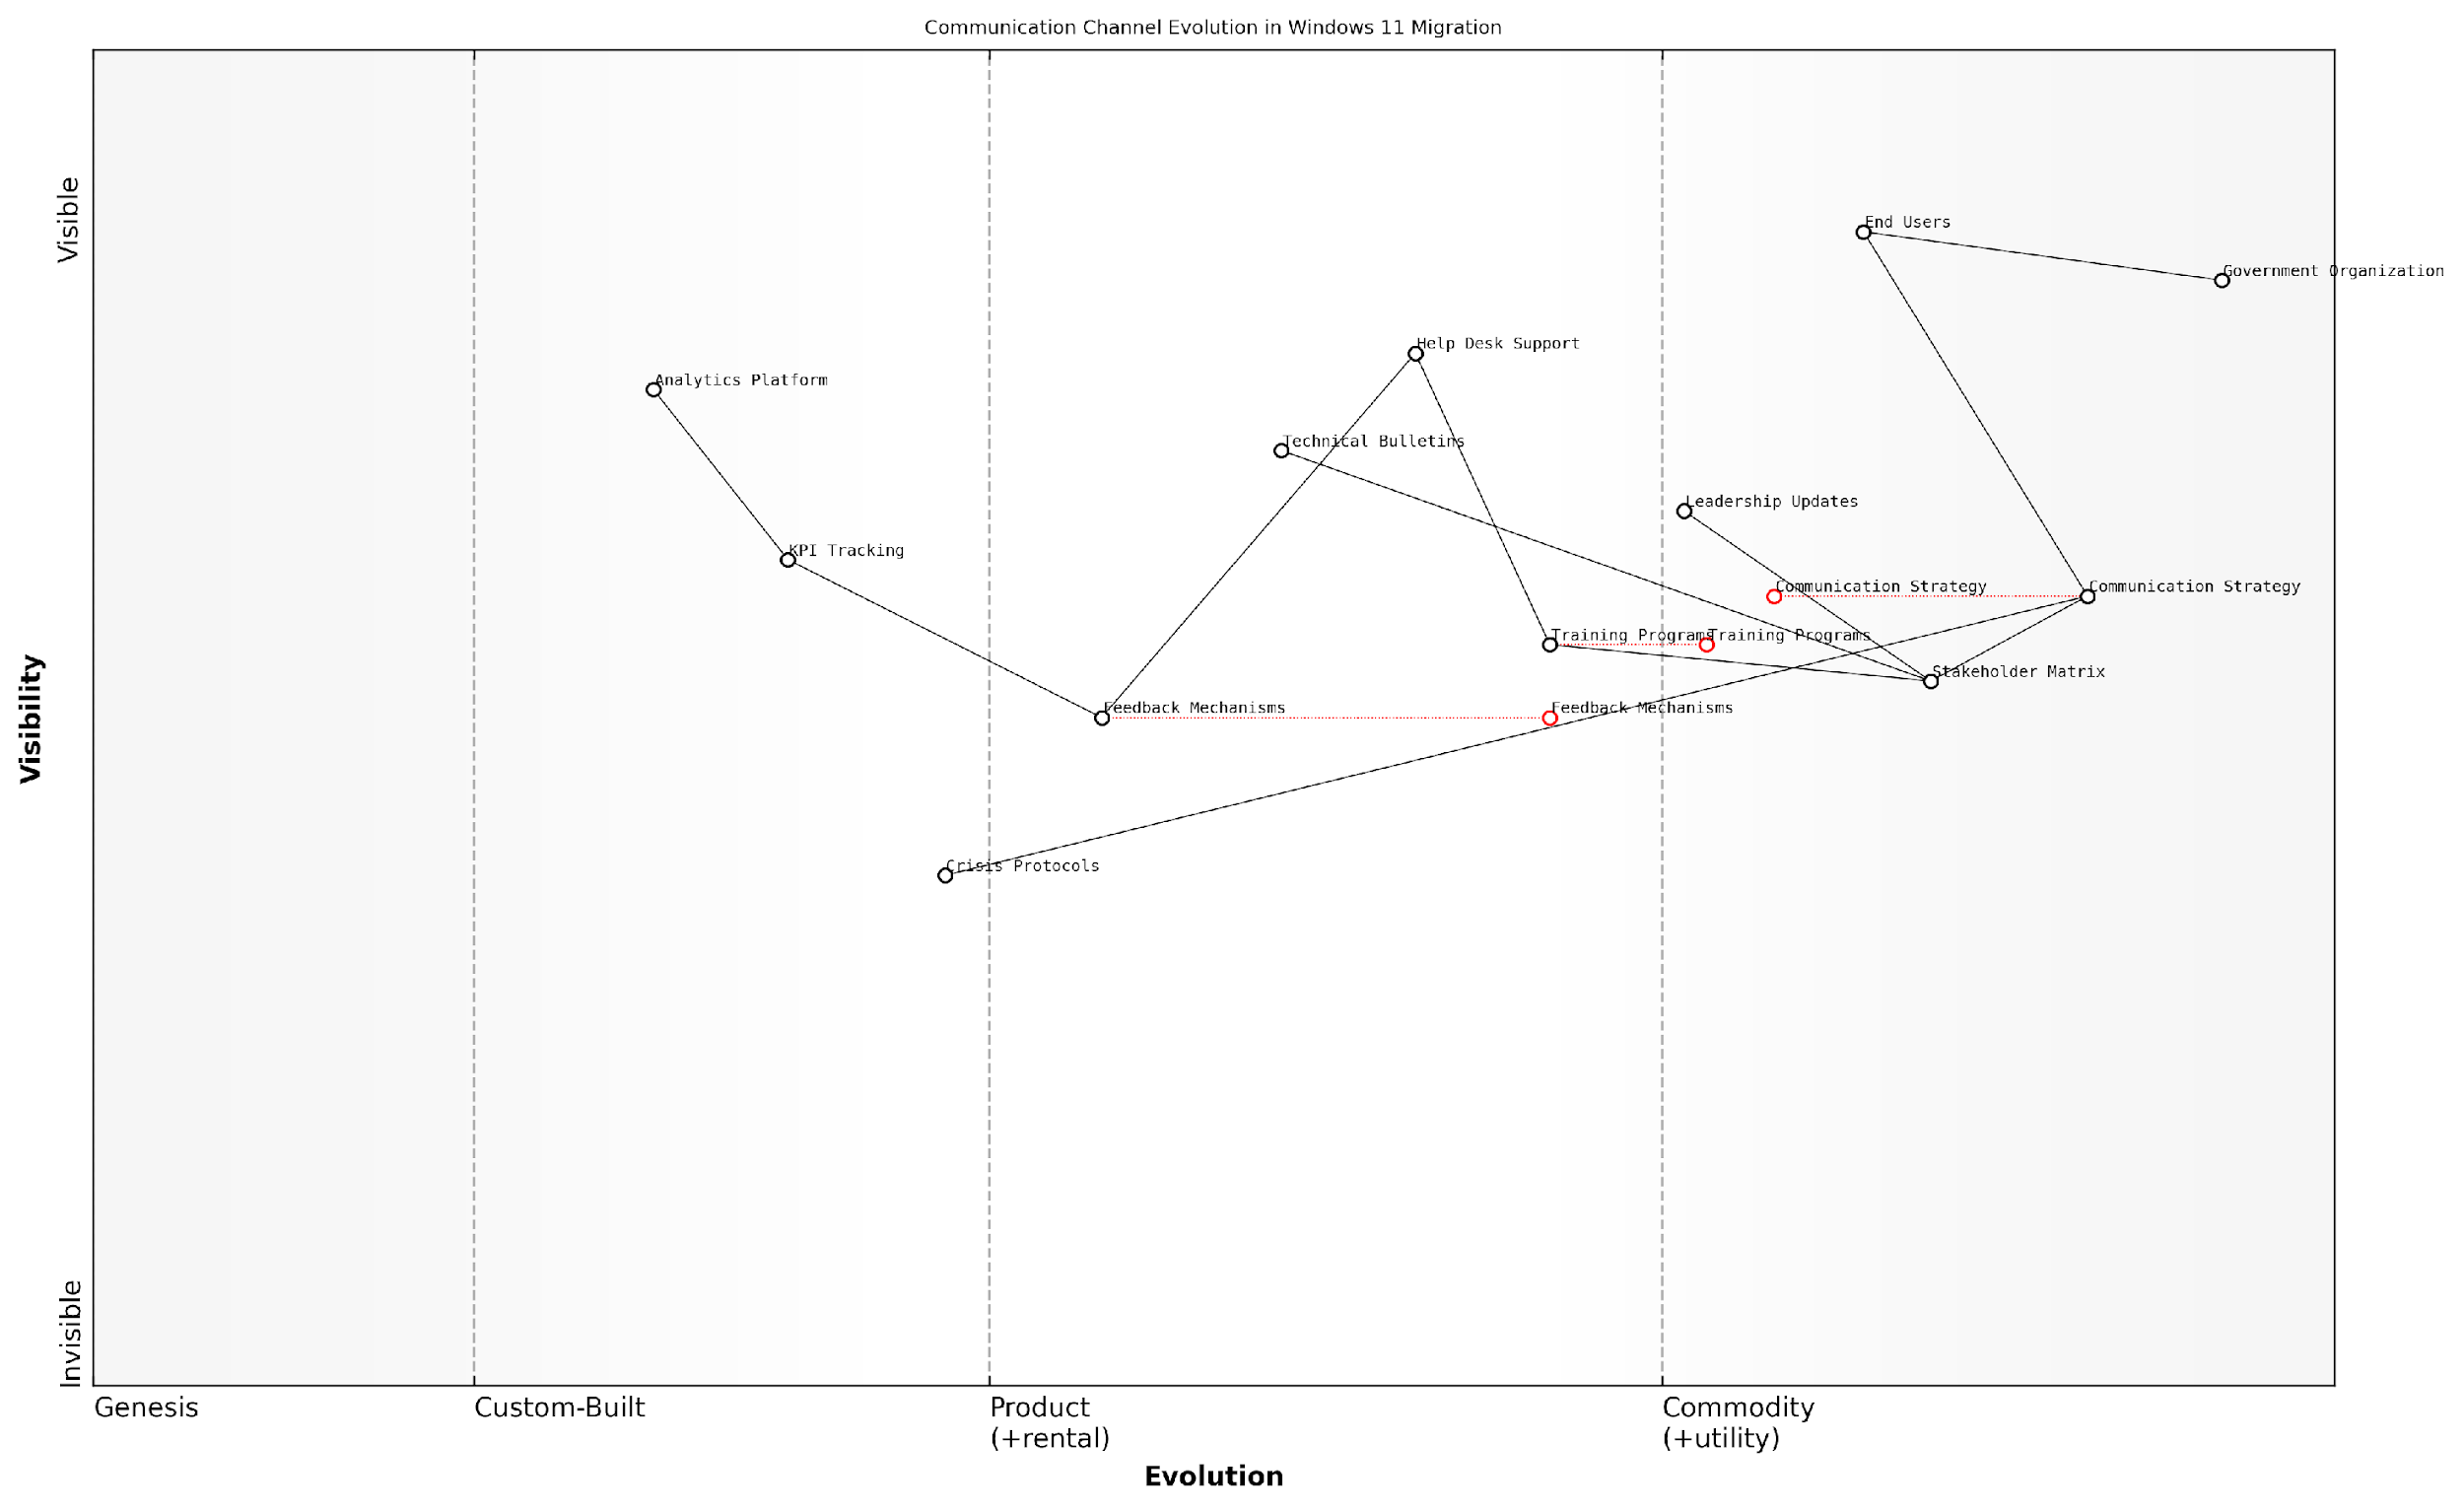 Communication Channel Evolution in Windows 11 Migration
Visible
End Users
Government Organization
Help Desk Support
Analytics Platform
Technical Bulletins
Leadership Updates
KPI Tracking
Communication Strategy
Communication Strategy
Training Programs
Training Programs
Stakeholder Matrix
Feedback Mechanisms
Feedback Mechanisms
Visibility
Crisis Protocols
Invisible
Genesis
Custom-Built
Product
(+rental)
Commodity
(+utility)
Evolution